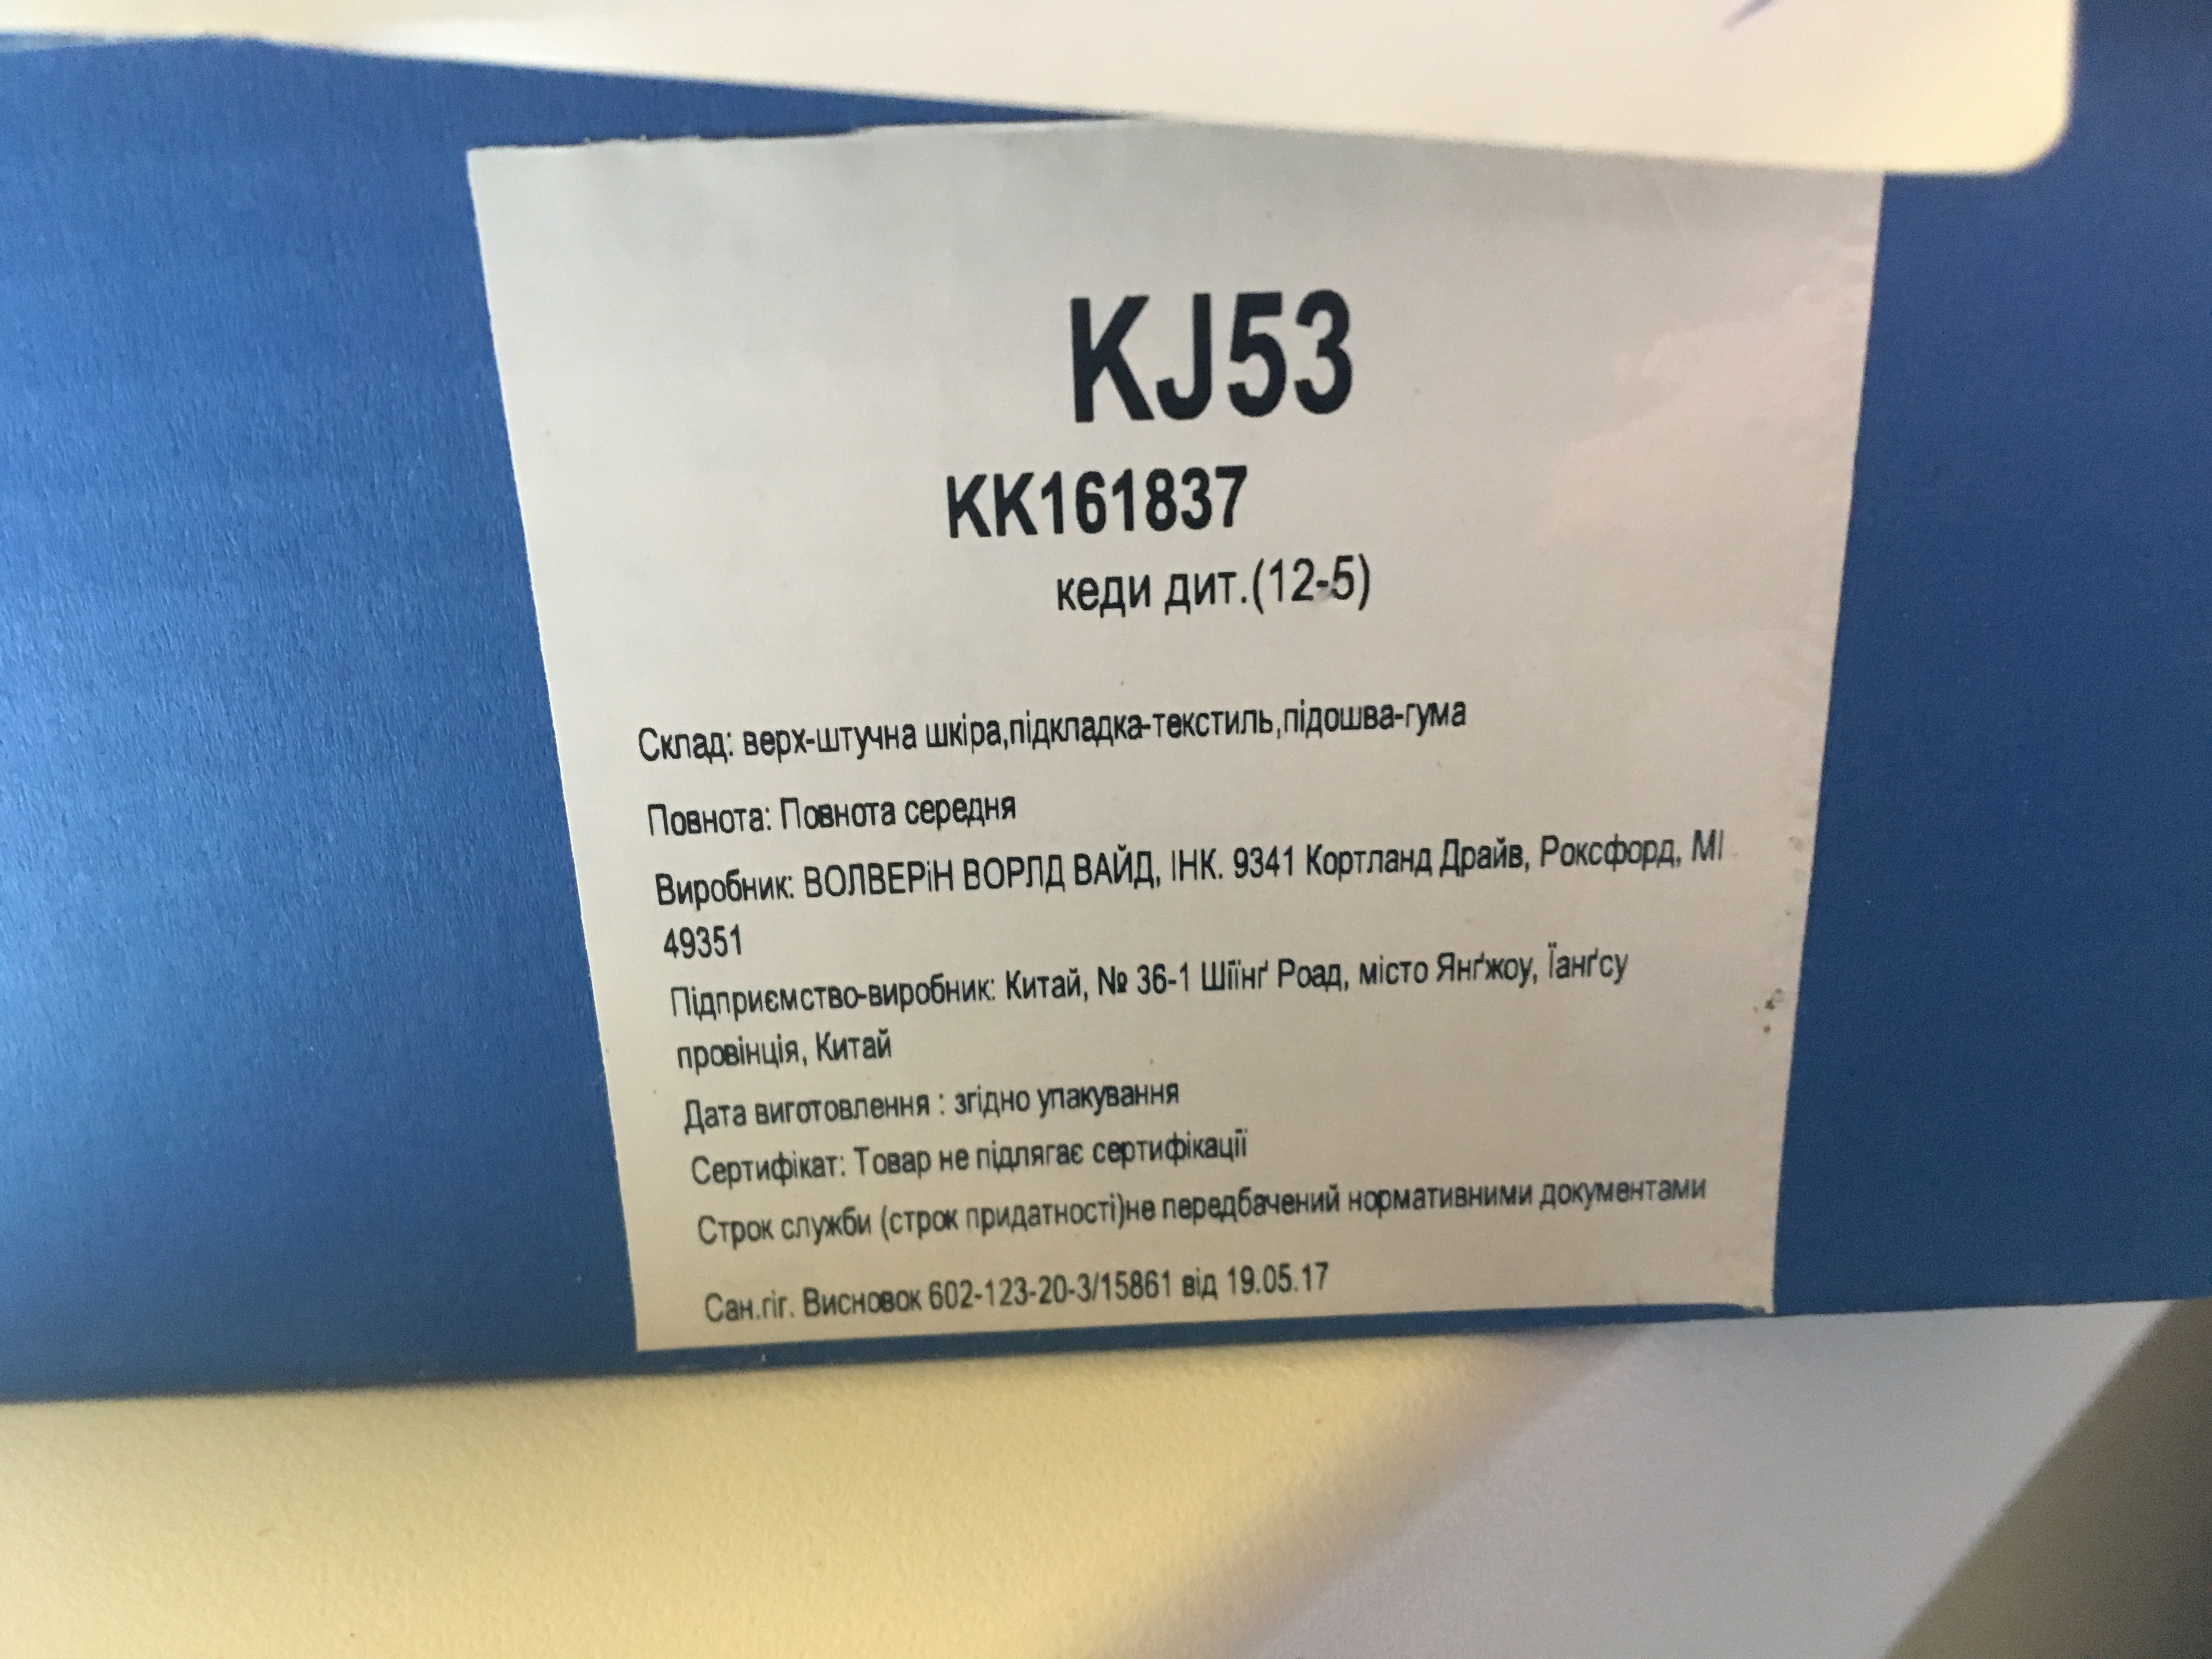 KJ53
KK161837
кеди дит.(12-5)
Склад: верх-штучна шкіра,підкладка-текстиль,підошва-гума
Повнота: Повнота середня
Виробник: ВОЛВЕРіН ВОРЛД ВАЙД, ІНК. 9341 Кортланд Драйв, Роксфорд, МІ
49351
Підприємство-виробник: Китай, № 36-1 Шіїнґ Роад, місто Янґжоу, Їанґсу
провінція, Китай
Дата виготовлення : згідно упакування
Сертифікат: Товар не підлягає сертифікації
Строк служби (строк придатності)не передбачений нормативними документами
Сан.гіг. Висновок 602-123-20-3/15861 від 19.05.17